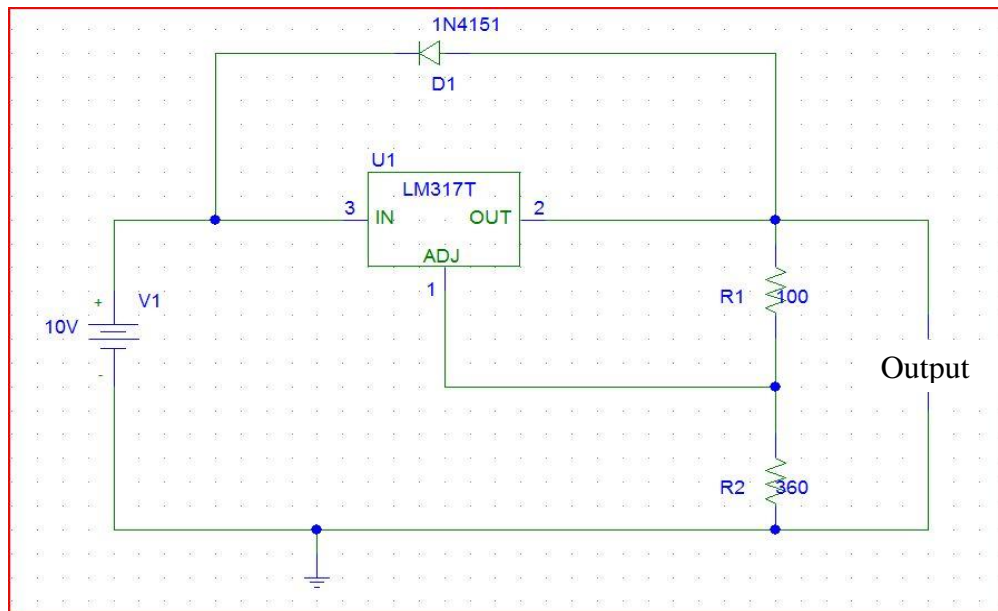 1N4151
D1
U1
LM317T
3 IN OUT 2
ADJ
1
+ V1
10V
-
R1 100
Output
R2 360